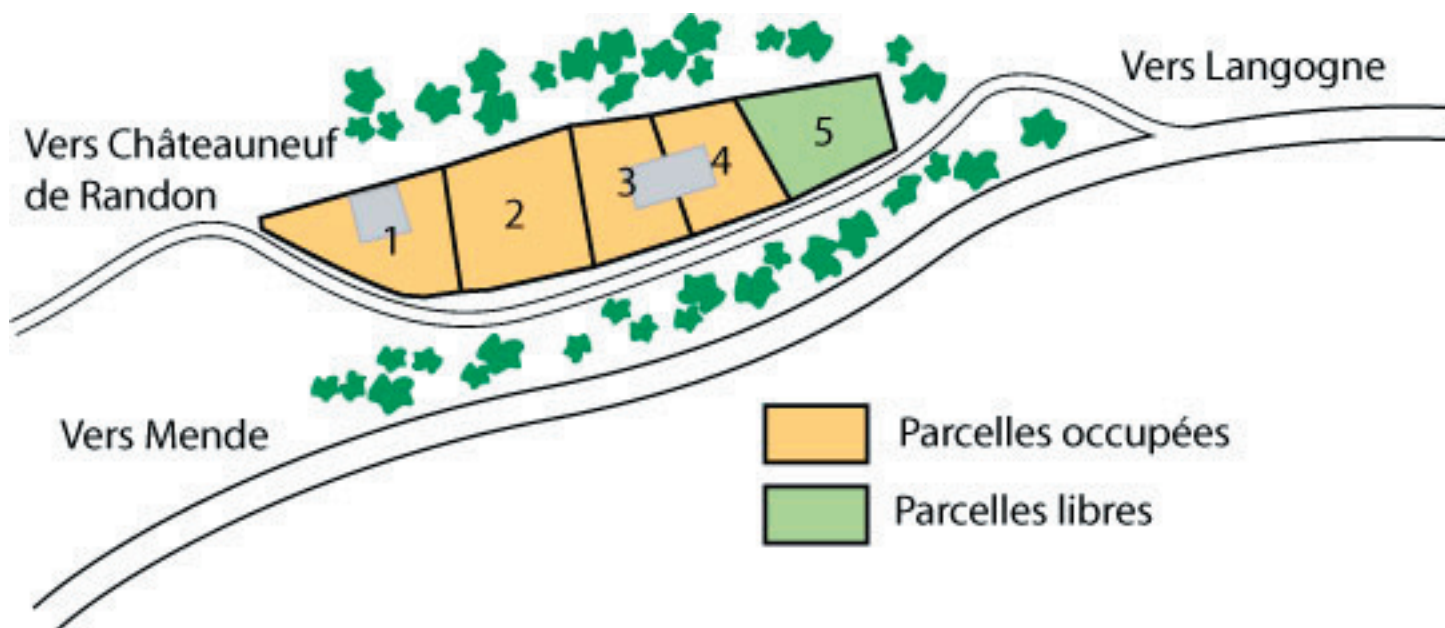 Vers Langogne
Vers Châteauneuf
de Randon
1
2
3
4
5
Vers Mende
Parcelles occupées
Parcelles libres